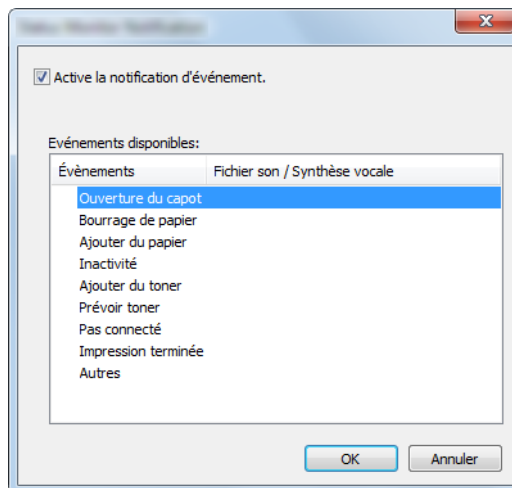 Active la notification d'événement.
Evénements disponibles:
Évènements Fichier son / Synthèse vocale
Ouverture du capot
Bourrage de papier
Ajouter du papier
Inactivité
Ajouter du toner
Prévoir toner
Pas connecté
Impression terminée
Autres
OK Annuler